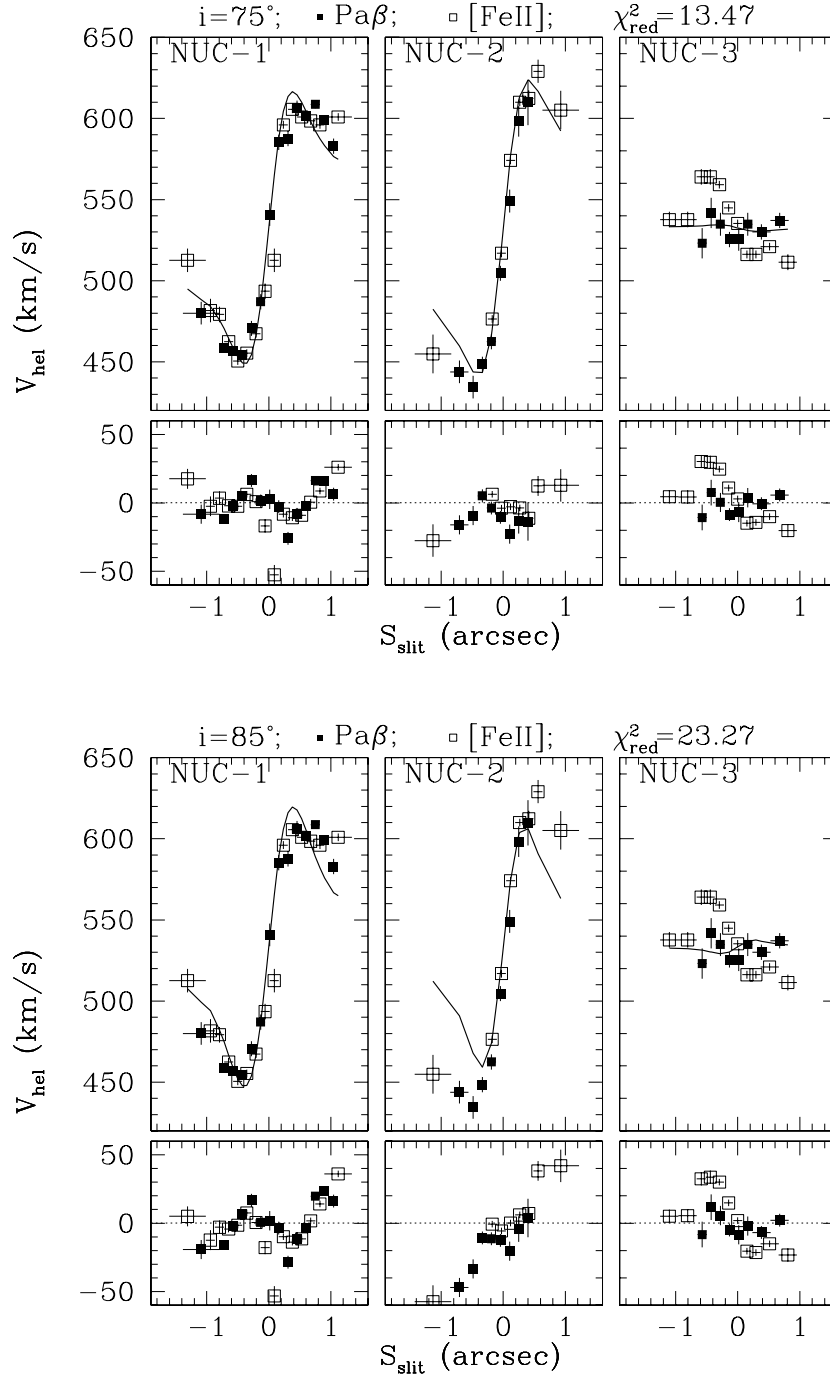 i=75°; Paβ; [FeII]; χ²red=13.47
NUC-1 NUC-2 NUC-3
650
600
550
500
450
Vhel (km/s)
50
0
−50
−1 0 1 −1 0 1 −1 0 1
Sslit (arcsec)
i=85°; Paβ; [FeII]; χ²red=23.27
NUC-1 NUC-2 NUC-3
650
600
550
500
450
Vhel (km/s)
50
0
−50
−1 0 1 −1 0 1 −1 0 1
Sslit (arcsec)